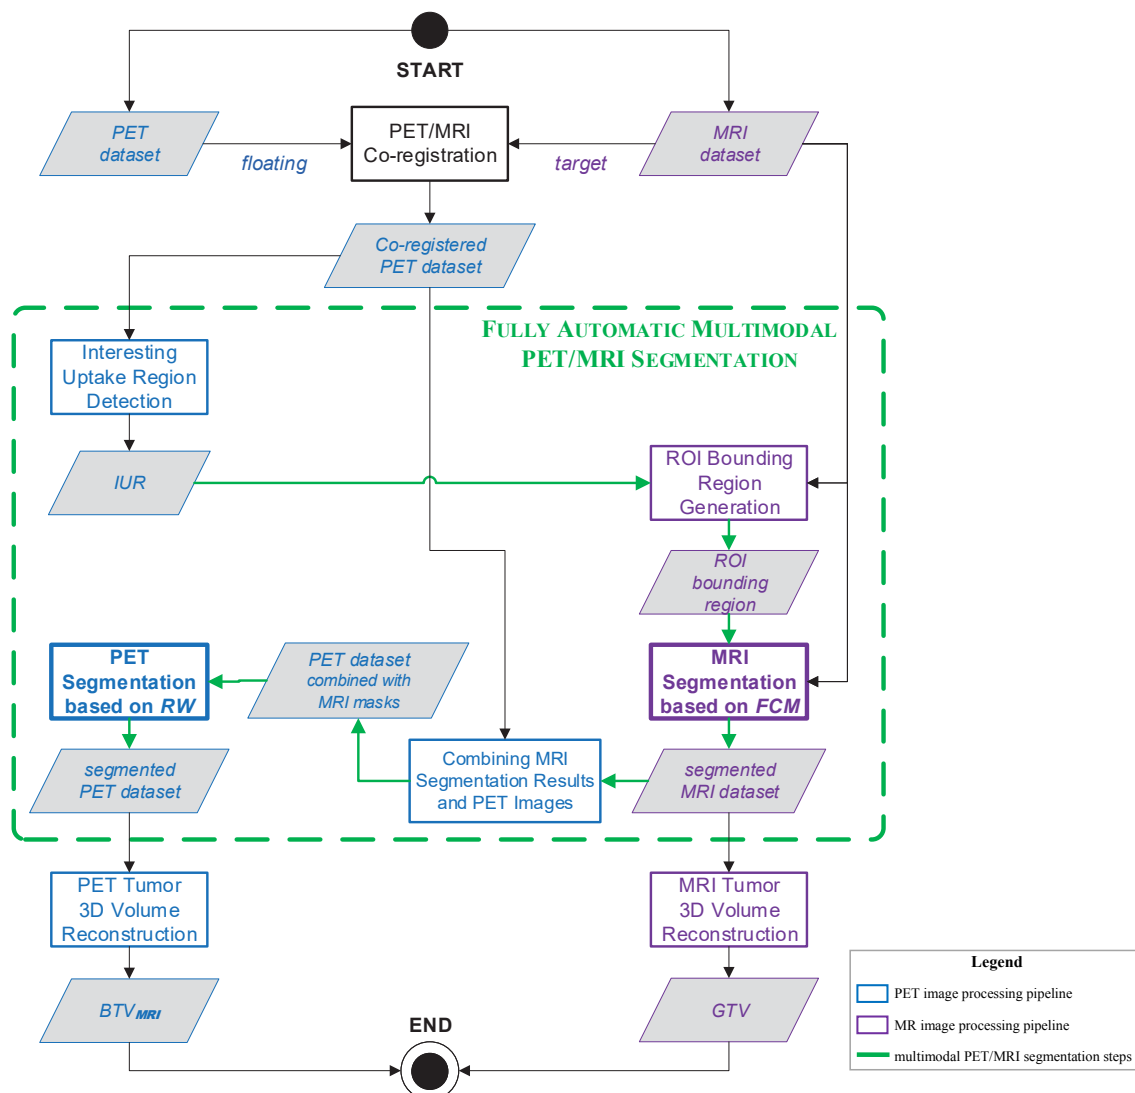 START
PET
dataset
floating
PET/MRI
Co-registration
target
MRI
dataset
Co-registered
PET dataset
FULLY AUTOMATIC MULTIMODAL
PET/MRI SEGMENTATION
Interesting
Uptake Region
Detection
IUR
ROI Bounding
Region
Generation
ROI
bounding
region
PET
Segmentation
based on RW
PET dataset
combined with
MRI masks
MRI
Segmentation
based on FCM
segmented
PET dataset
Combining MRI
Segmentation Results
and PET Images
segmented
MRI dataset
PET Tumor
3D Volume
Reconstruction
MRI Tumor
3D Volume
Reconstruction
BTVMRI
END
GTV
Legend
PET image processing pipeline
MR image processing pipeline
multimodal PET/MRI segmentation steps